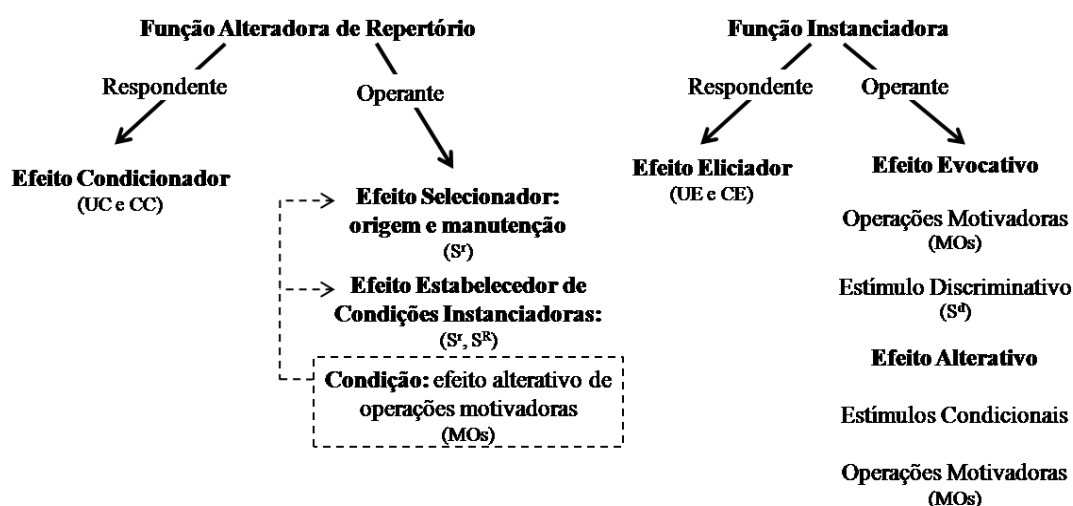 Função Alteradora de Repertório
Respondente
Operante
Efeito Condicionador
(UC e CC)
Efeito Selecionador:
origem e manutenção
(Sʳ)
Efeito Estabelecedor de
Condições Instanciadoras:
(Sʳ, Sᴿ)
Condição: efeito alterativo de
operações motivadoras
(MOs)
Função Instanciadora
Respondente
Operante
Efeito Eliciador
(UE e CE)
Efeito Evocativo
Operações Motivadoras
(MOs)
Estímulo Discriminativo
(Sᵈ)
Efeito Alterativo
Estímulos Condicionais
Operações Motivadoras
(MOs)